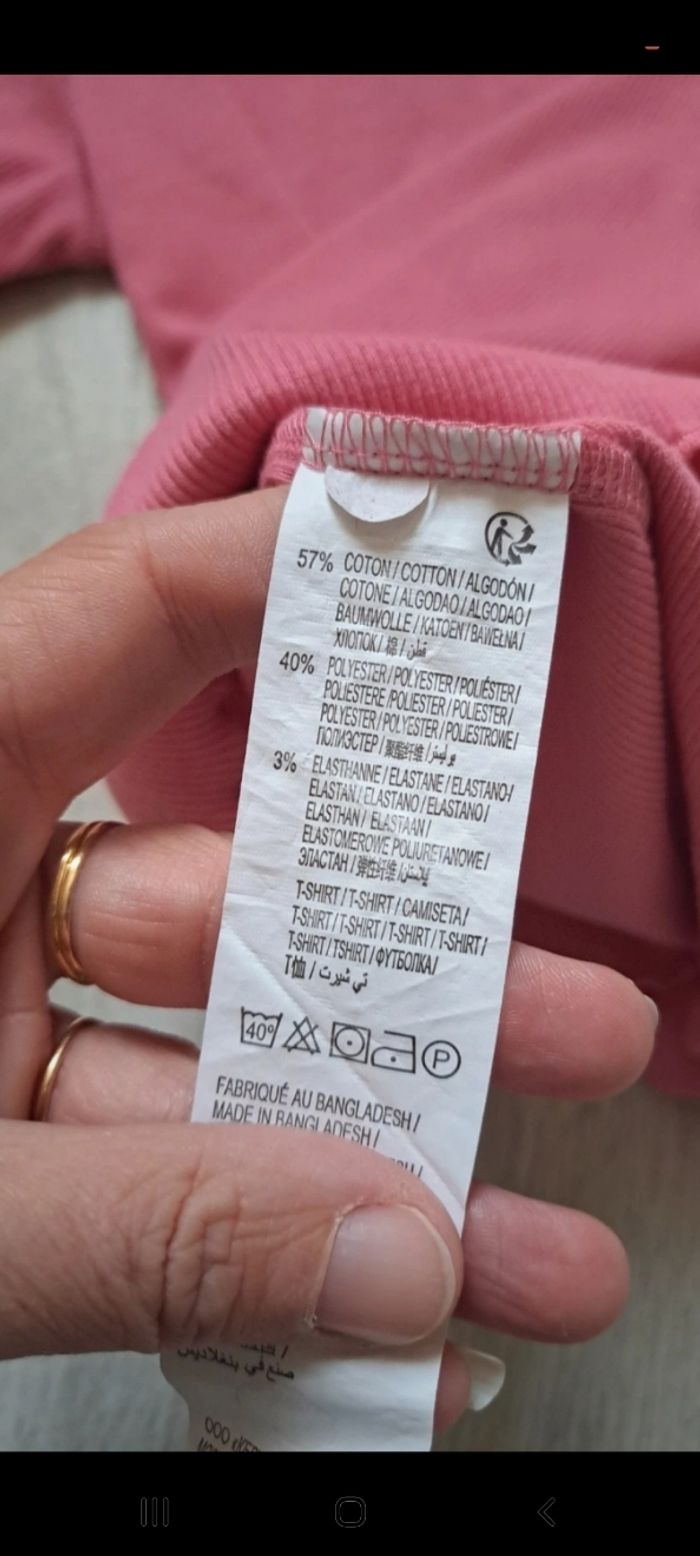 57% COTON / COTTON / ALGODÓN /
COTONE / ALGODAO / ALGODAO /
BAUMWOLLE / KATOEN / BAWEŁNA /
ХЛОПОК / 棉 / قطن
40% POLYESTER / POLYESTER / POLIÉSTER /
POLIESTERE / POLIESTER / POLIESTER /
POLYESTER / POLYESTER / POLIESTROWE /
ПОЛИЭСТЕР / 聚酯纤维 / بوليستر
3% ELASTHANNE / ELASTANE / ELASTANO /
ELASTAN / ELASTANO / ELASTANO /
ELASTHAN / ELASTAAN /
ELASTOMEROWE POLIURETANOWE /
ЭЛАСТАН / 弹性纤维 /
T-SHIRT / T-SHIRT / CAMISETA /
T-SHIRT / T-SHIRT / T-SHIRT / T-SHIRT /
T-SHIRT / TSHIRT / ФУТБОЛКА /
T恤 / تي شيرت
40° P
FABRIQUÉ AU BANGLADESH /
MADE IN BANGLADESH /
صنع في بنغلاديش
ООО